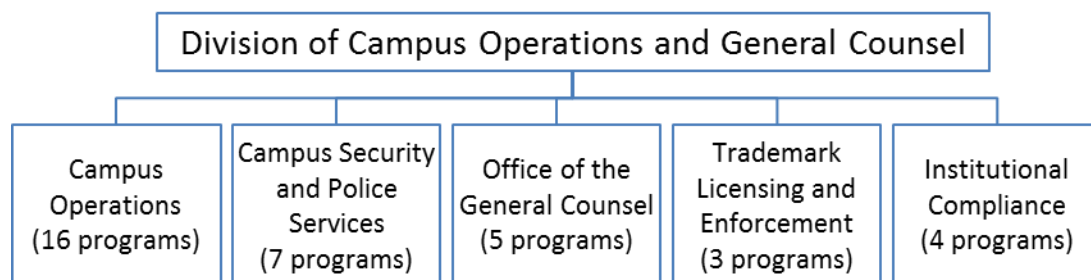 Division of Campus Operations and General Counsel
Campus
Operations
(16 programs)
Campus Security
and Police
Services
(7 programs)
Office of the
General Counsel
(5 programs)
Trademark
Licensing and
Enforcement
(3 programs)
Institutional
Compliance
(4 programs)